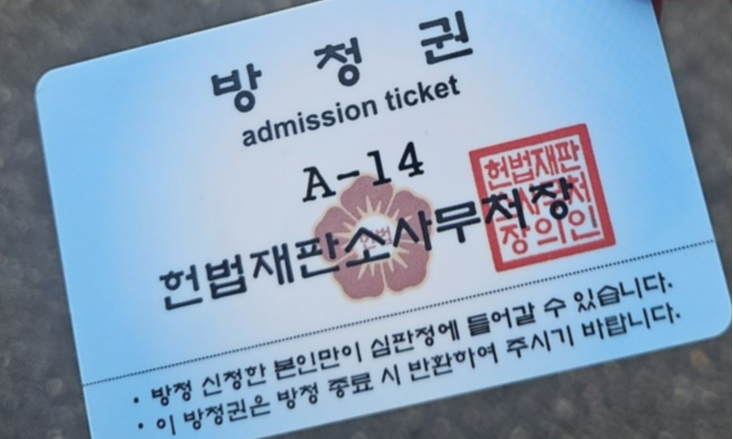 방청권
admission ticket
A-14
헌법재판소사무처장
헌법재판
장의인
헌법
• 방청 신청한 본인만이 심판정에 들어갈 수 있습니다.
• 이 방청권은 방청 종료 시 반환하여 주시기 바랍니다.